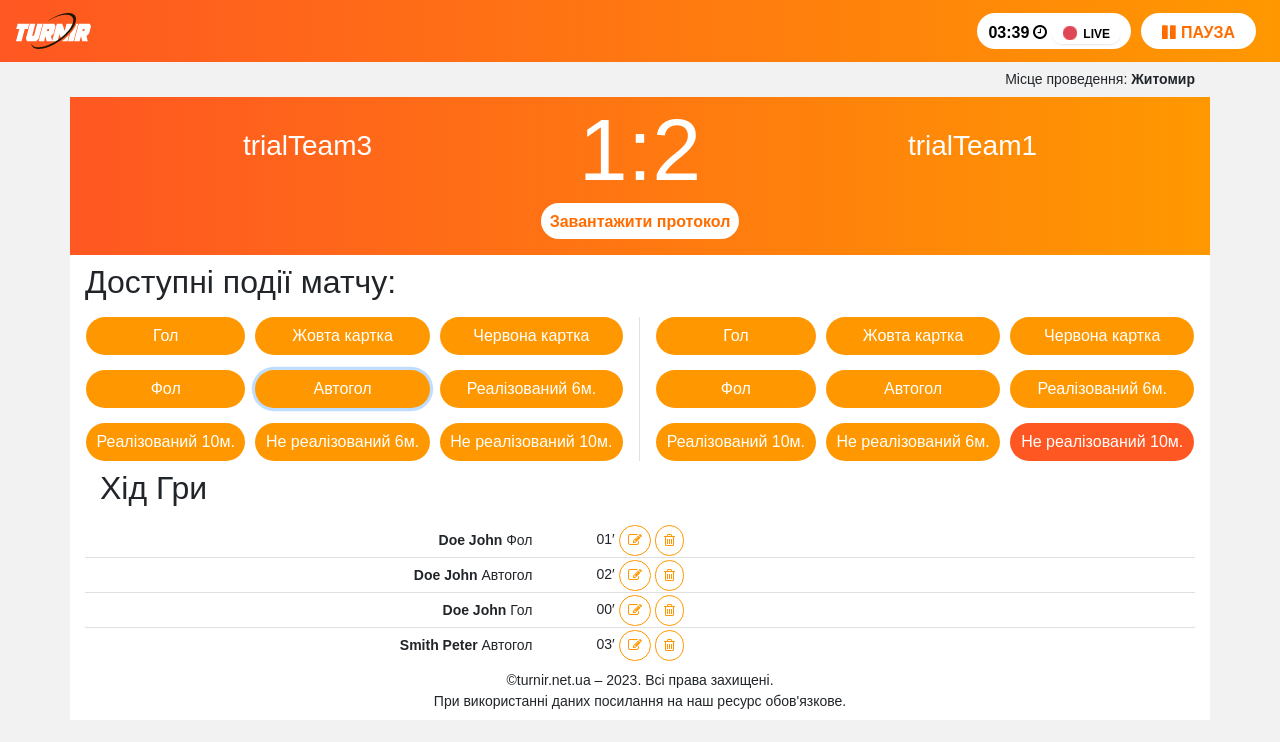 TURNIR
03:39 LIVE ПАУЗА
Місце проведення: Житомир
trialTeam3 1:2 trialTeam1
Завантажити протокол
Доступні події матчу:
Гол Жовта картка Червона картка Гол Жовта картка Червона картка
Фол Автогол Реалізований 6м. Фол Автогол Реалізований 6м.
Реалізований 10м. Не реалізований 6м. Не реалізований 10м. Реалізований 10м. Не реалізований 6м. Не реалізований 10м.
Хід Гри
Doe John Фол 01′
Doe John Автогол 02′
Doe John Гол 00′
Smith Peter Автогол 03′
©turnir.net.ua – 2023. Всі права захищені.
При використанні даних посилання на наш ресурс обов'язкове.